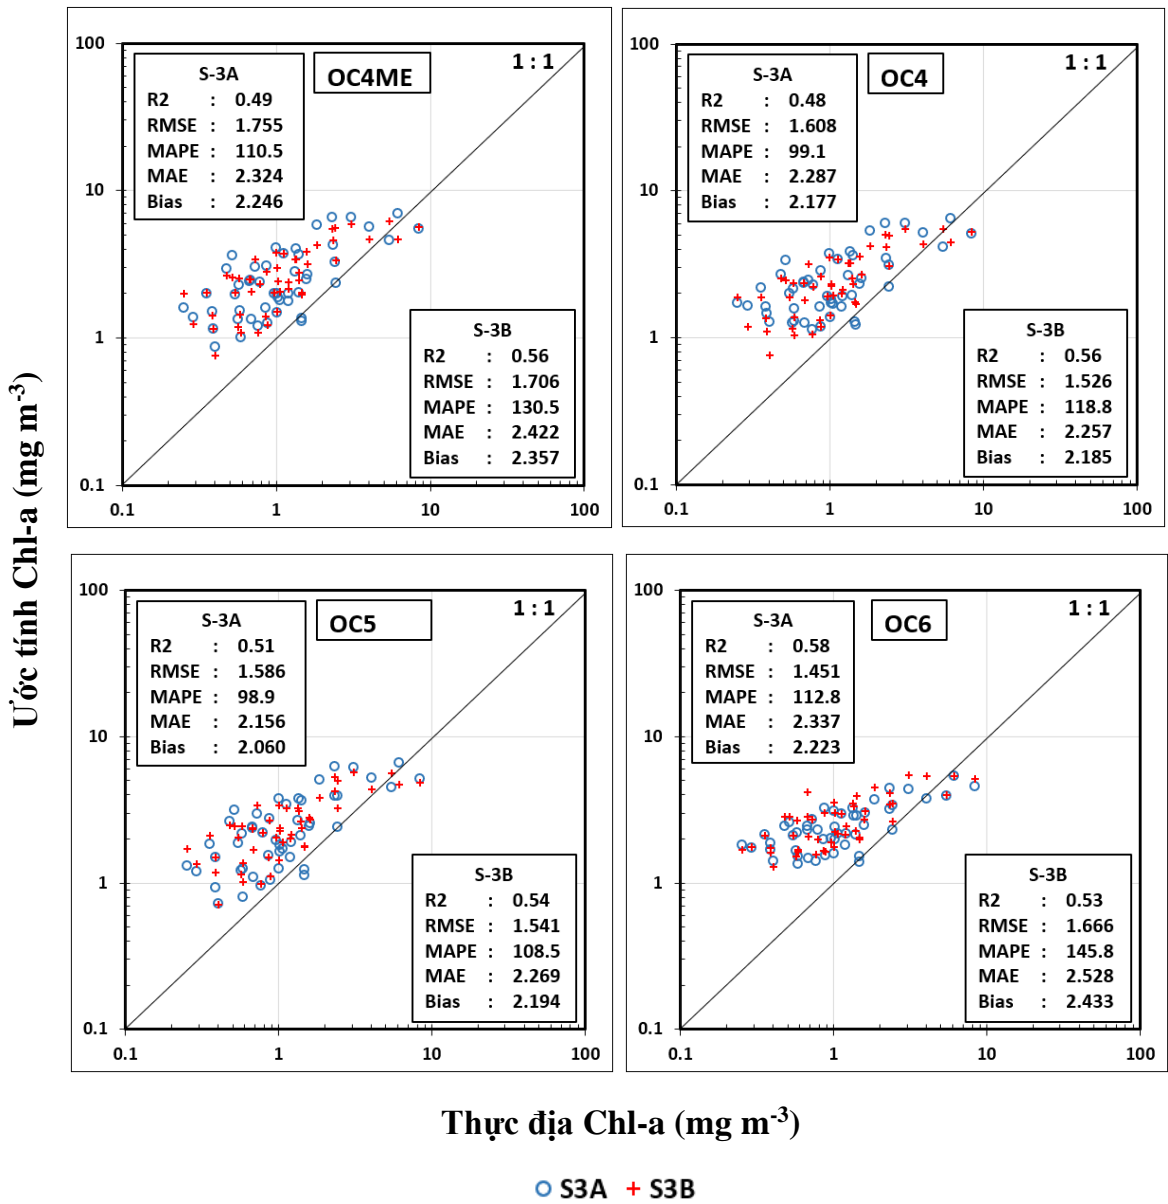 Ước tính Chl-a (mg m-3)
OC4ME
1 : 1
S-3A
R2 : 0.49
RMSE : 1.755
MAPE : 110.5
MAE : 2.324
Bias : 2.246
S-3B
R2 : 0.56
RMSE : 1.706
MAPE : 130.5
MAE : 2.422
Bias : 2.357
100
10
1
0.1
0.1 1 10 100
OC4
1 : 1
S-3A
R2 : 0.48
RMSE : 1.608
MAPE : 99.1
MAE : 2.287
Bias : 2.177
S-3B
R2 : 0.56
RMSE : 1.526
MAPE : 118.8
MAE : 2.257
Bias : 2.185
100
10
1
0.1
0.1 1 10 100
OC5
1 : 1
S-3A
R2 : 0.51
RMSE : 1.586
MAPE : 98.9
MAE : 2.156
Bias : 2.060
S-3B
R2 : 0.54
RMSE : 1.541
MAPE : 108.5
MAE : 2.269
Bias : 2.194
100
10
1
0.1
0.1 1 10 100
OC6
1 : 1
S-3A
R2 : 0.58
RMSE : 1.451
MAPE : 112.8
MAE : 2.337
Bias : 2.223
S-3B
R2 : 0.53
RMSE : 1.666
MAPE : 145.8
MAE : 2.528
Bias : 2.433
100
10
1
0.1
0.1 1 10 100
Thực địa Chl-a (mg m-3)
S3A S3B